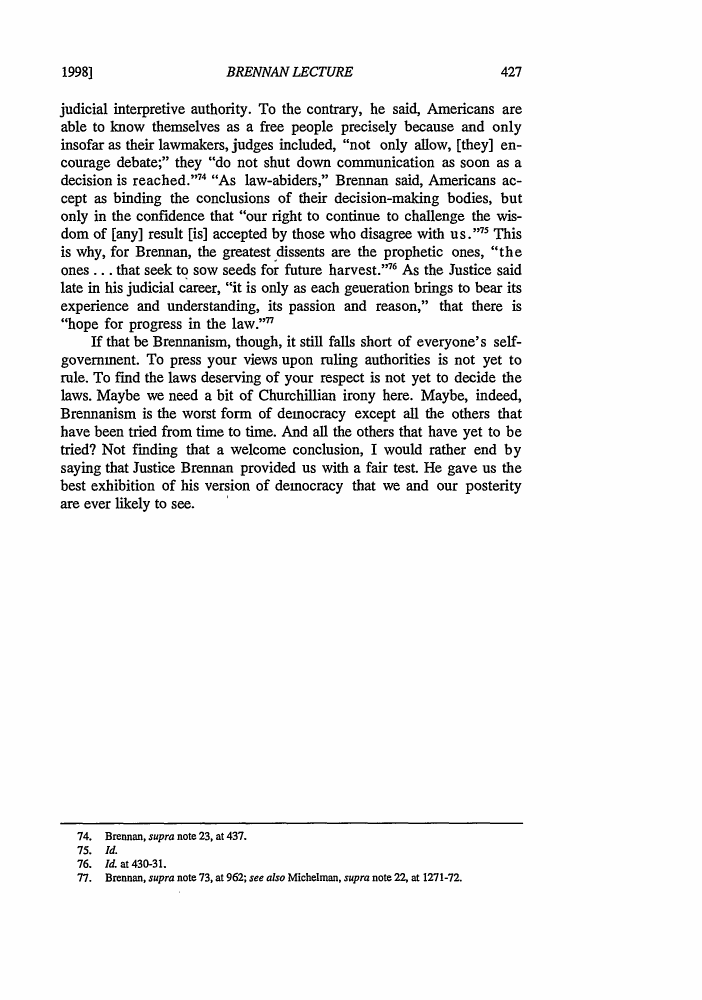 1998] BRENNAN LECTURE 427
judicial interpretive authority. To the contrary, he said, Americans are
able to know themselves as a free people precisely because and only
insofar as their lawmakers, judges included, “not only allow, [they] en-
courage debate;” they “do not shut down communication as soon as a
decision is reached.”74 “As law-abiders,” Brennan said, Americans ac-
cept as binding the conclusions of their decision-making bodies, but
only in the confidence that “our right to continue to challenge the wis-
dom of [any] result [is] accepted by those who disagree with us.”75 This
is why, for Brennan, the greatest dissents are the prophetic ones, “the
ones . . . that seek to sow seeds for future harvest.”76 As the Justice said
late in his judicial career, “it is only as each geueration brings to bear its
experience and understanding, its passion and reason,” that there is
“hope for progress in the law.”77
If that be Brennanism, though, it still falls short of everyone’s self-
government. To press your views upon ruling authorities is not yet to
rule. To find the laws deserving of your respect is not yet to decide the
laws. Maybe we need a bit of Churchillian irony here. Maybe, indeed,
Brennanism is the worst form of democracy except all the others that
have been tried from time to time. And all the others that have yet to be
tried? Not finding that a welcome conclusion, I would rather end by
saying that Justice Brennan provided us with a fair test. He gave us the
best exhibition of his version of democracy that we and our posterity
are ever likely to see.
74. Brennan, supra note 23, at 437.
75. Id.
76. Id. at 430-31.
77. Brennan, supra note 73, at 962; see also Michelman, supra note 22, at 1271-72.